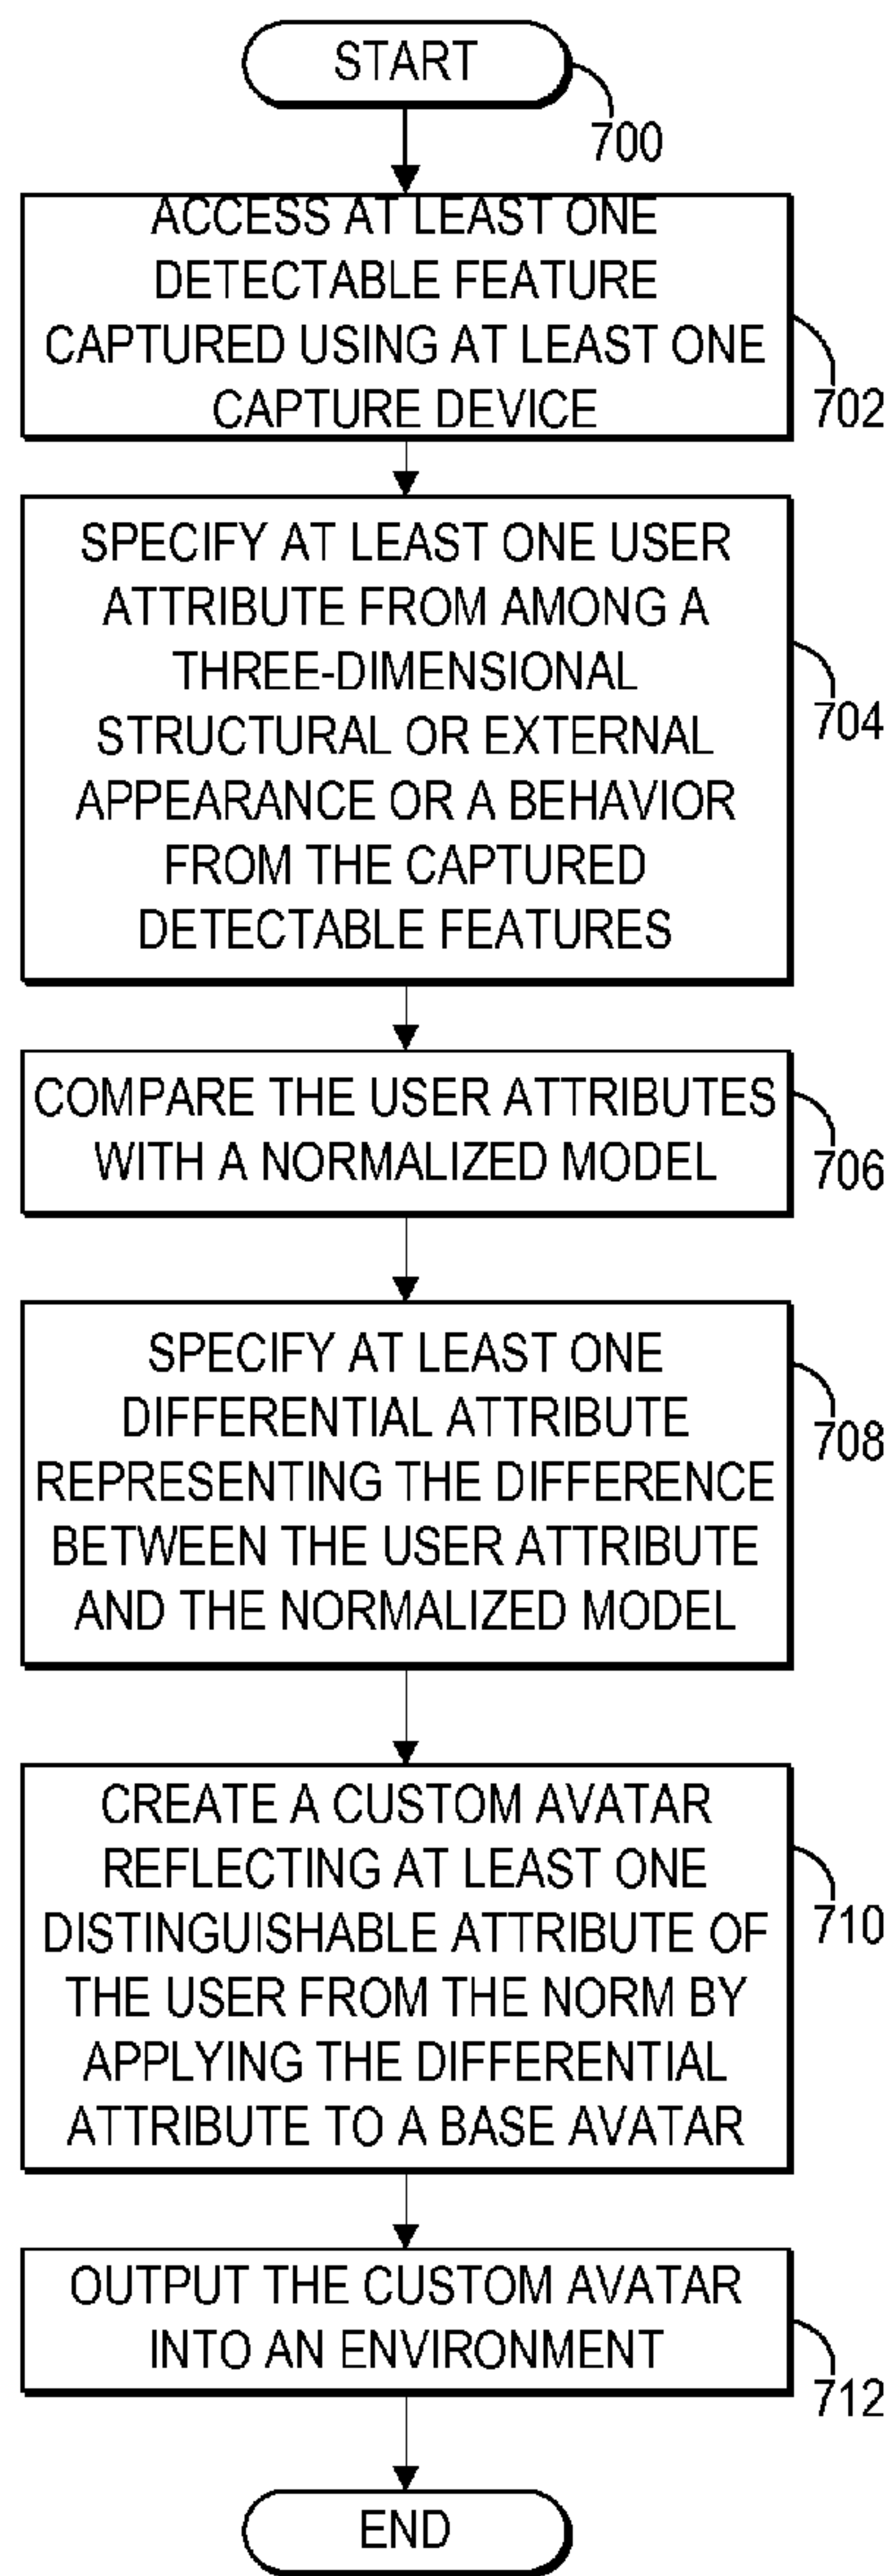 START
700
ACCESS AT LEAST ONE
DETECTABLE FEATURE
CAPTURED USING AT LEAST ONE
CAPTURE DEVICE
702
SPECIFY AT LEAST ONE USER
ATTRIBUTE FROM AMONG A
THREE-DIMENSIONAL
STRUCTURAL OR EXTERNAL
APPEARANCE OR A BEHAVIOR
FROM THE CAPTURED
DETECTABLE FEATURES
704
COMPARE THE USER ATTRIBUTES
WITH A NORMALIZED MODEL
706
SPECIFY AT LEAST ONE
DIFFERENTIAL ATTRIBUTE
REPRESENTING THE DIFFERENCE
BETWEEN THE USER ATTRIBUTE
AND THE NORMALIZED MODEL
708
CREATE A CUSTOM AVATAR
REFLECTING AT LEAST ONE
DISTINGUISHABLE ATTRIBUTE OF
THE USER FROM THE NORM BY
APPLYING THE DIFFERENTIAL
ATTRIBUTE TO A BASE AVATAR
710
OUTPUT THE CUSTOM AVATAR
INTO AN ENVIRONMENT
712
END